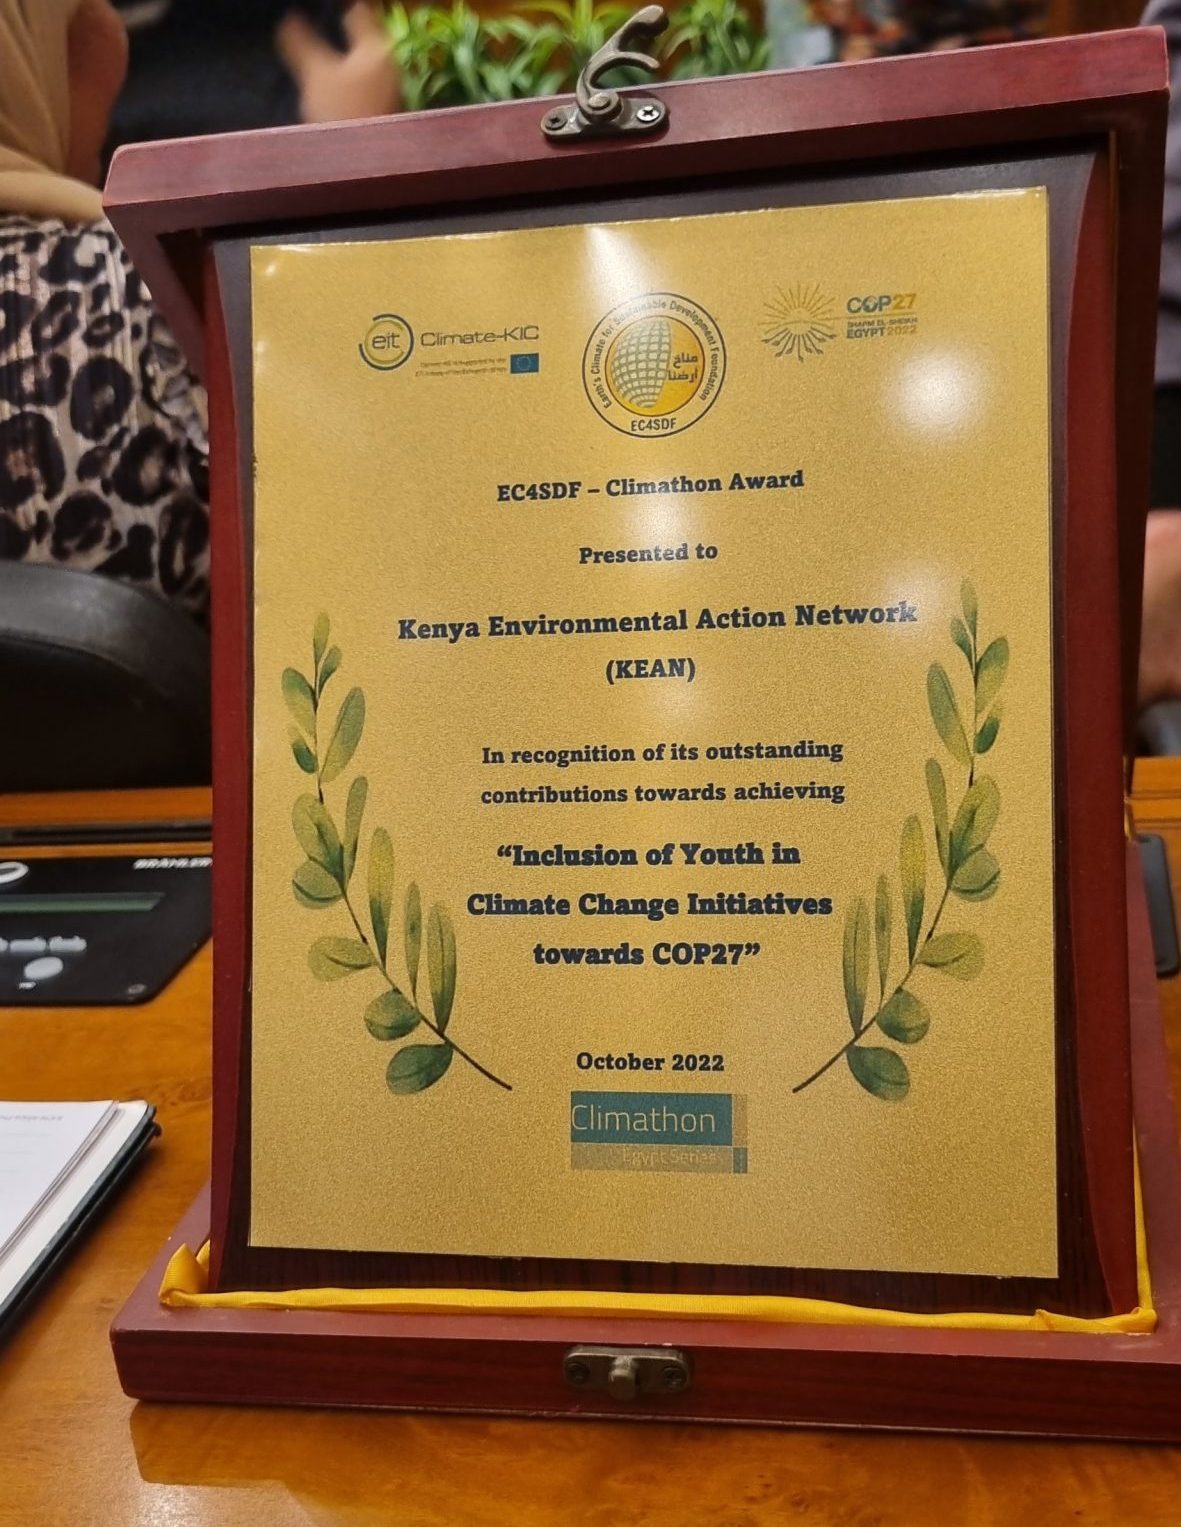 eit Climate-KIC
Earth's Climate for Sustainable Development Foundation
مناخ
أرضنا
EC4SDF
COP27
SHARM EL-SHEIKH
EGYPT 2022
EC4SDF – Climathon Award
Presented to
Kenya Environmental Action Network
(KEAN)
In recognition of its outstanding
contributions towards achieving
“Inclusion of Youth in
Climate Change Initiatives
towards COP27”
October 2022
Climathon
Egypt Series
BRAHLER